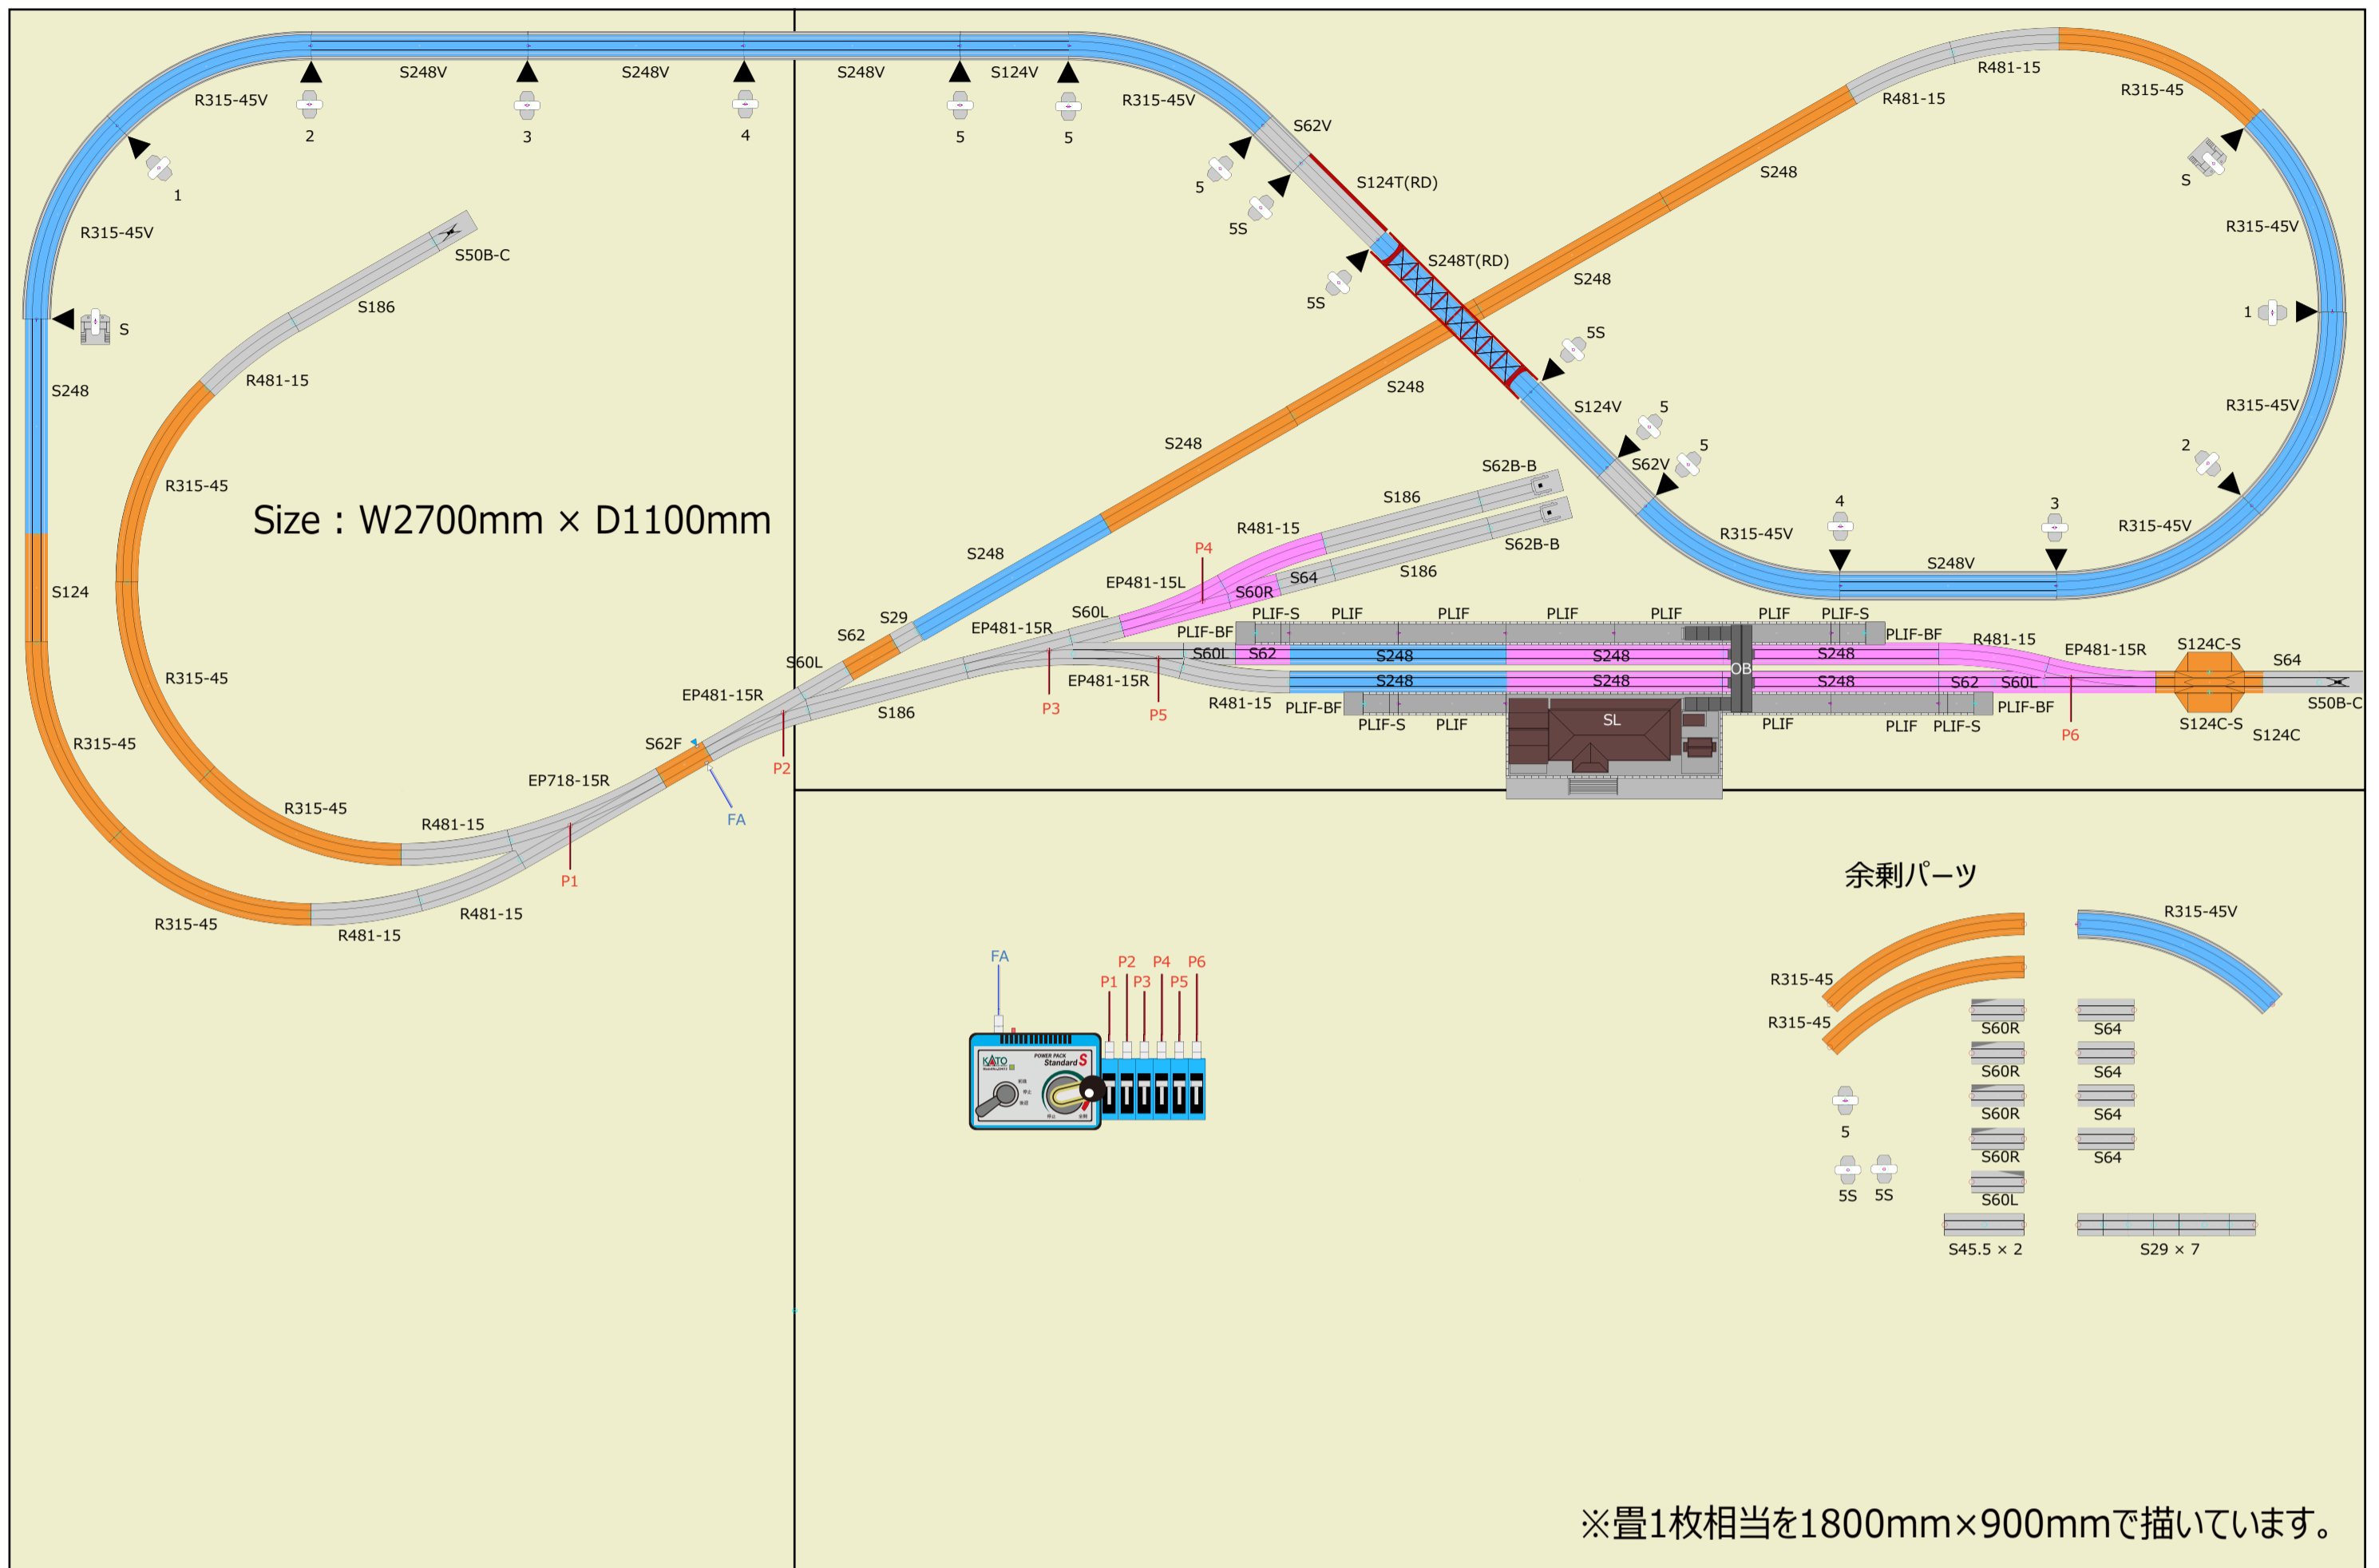 S248V
S248V
S248V
S124V
R315-45V
2
3
4
5
5
R315-45V
1
R315-45V
S62V
5
5S
S124T(RD)
S248T(RD)
5S
5S
R481-15
R481-15
R315-45
S248
S
R315-45V
1
R315-45V
2
S248
S248
S248
S124V
5
5
S62V
R315-45V
4
3
S248V
R315-45V
S50B-C
S186
S
S248
R481-15
R315-45
Size : W2700mm × D1100mm
S124
R315-45
R315-45
R315-45
R315-45
R481-15
R481-15
R481-15
EP718-15R
P1
S62F
FA
EP481-15R
P2
S60L
S62
S29
S248
S186
EP481-15R
S60L
P3
P5
EP481-15R
R481-15
EP481-15L
P4
R481-15
S186
S62B-B
S62B-B
S186
S64
S60R
PLIF-S
PLIF
PLIF
PLIF
PLIF
PLIF
PLIF-S
PLIF-BF
PLIF-BF
S60L
S62
S248
S248
S248
S248
S248
S248
OB
R481-15
EP481-15R
S62
S60L
P6
S124C-S
S124C-S
S64
S50B-C
S124C
PLIF-BF
PLIF-S
PLIF
SL
PLIF
PLIF
PLIF-S
PLIF-BF
余剰パーツ
R315-45
R315-45
R315-45V
S60R
S64
S60R
S64
S60R
S64
S60R
S64
S60L
5
5S
5S
S45.5 × 2
S29 × 7
FA
P1
P2
P3
P4
P5
P6
KATO
POWER PACK
Standard S
※畳1枚相当を1800mm×900mmで描いています。